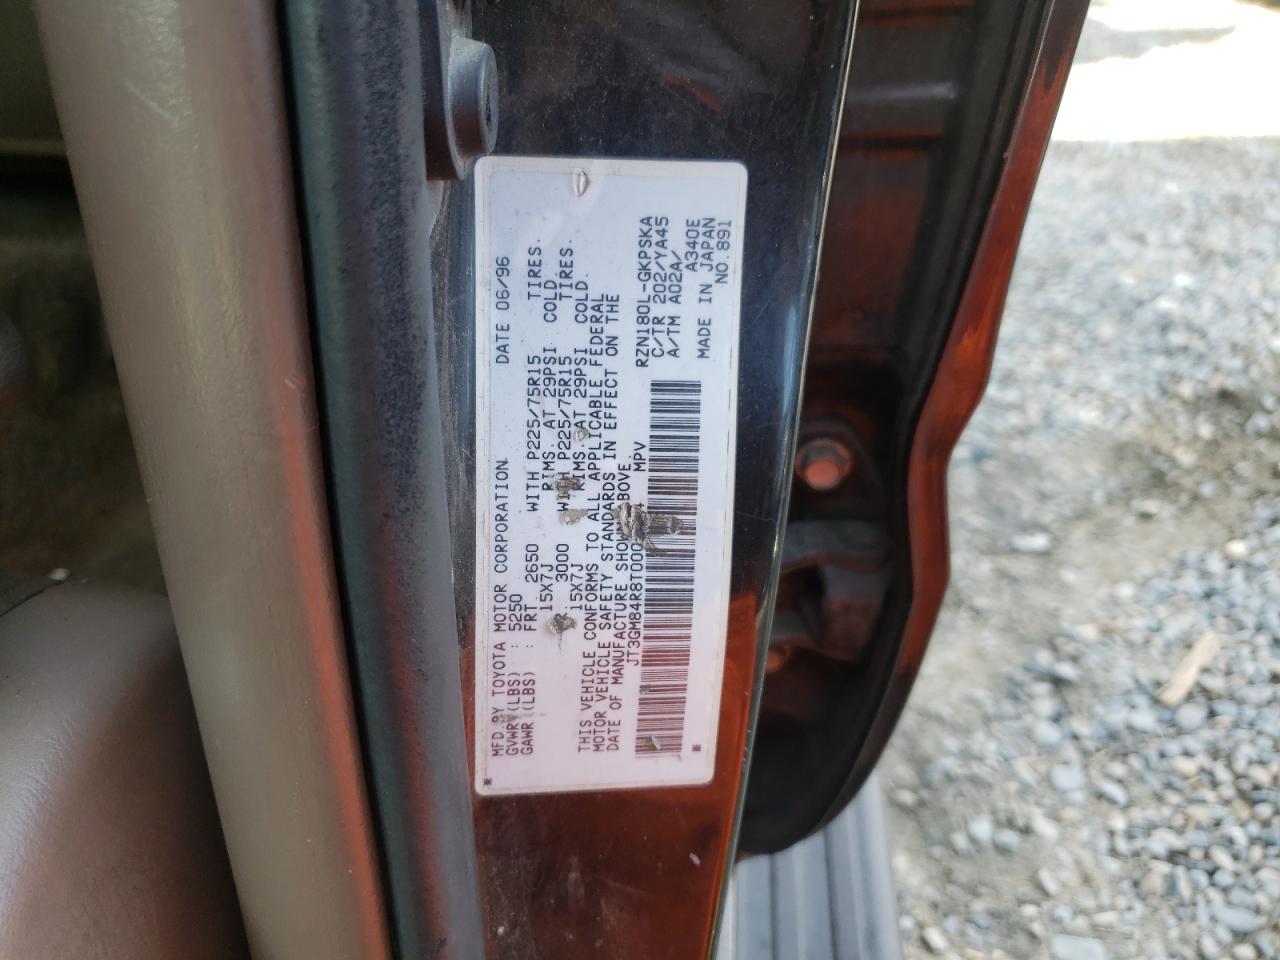 MFD BY TOYOTA MOTOR CORPORATION DATE 06/96
GVWR (LBS) : 5250
GAWR (LBS) : FRT 2650 WITH P225/75R15 TIRES.
15X7J RIMS. AT 29PSI COLD.
RR 3000 WITH P225/75R15 TIRES.
15X7J RIMS. AT 29PSI COLD.
THIS VEHICLE CONFORMS TO ALL APPLICABLE FEDERAL
MOTOR VEHICLE SAFETY STANDARDS IN EFFECT ON THE
DATE OF MANUFACTURE SHOWN ABOVE
JT3GM84R8T000 MPV
RZN180L-GKPSKA
C/TR 202/YA45
A/TM A02A/
A340E
MADE IN JAPAN
NO.891